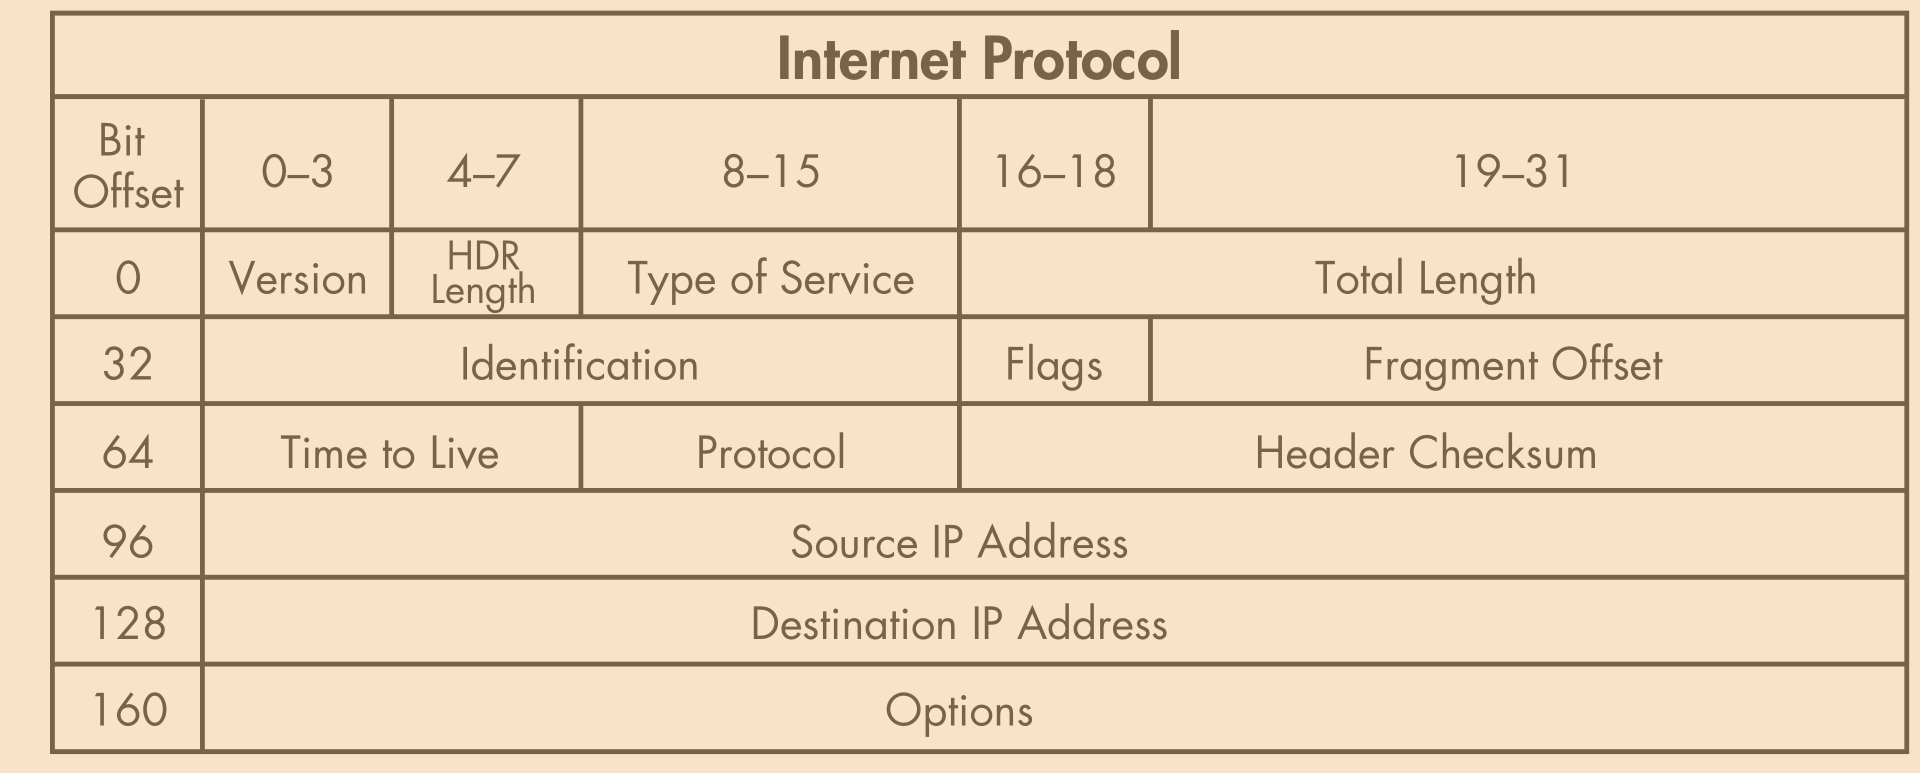 Internet Protocol
Bit Offset 0–3 4–7 8–15 16–18 19–31
0 Version HDR Length Type of Service Total Length
32 Identification Flags Fragment Offset
64 Time to Live Protocol Header Checksum
96 Source IP Address
128 Destination IP Address
160 Options